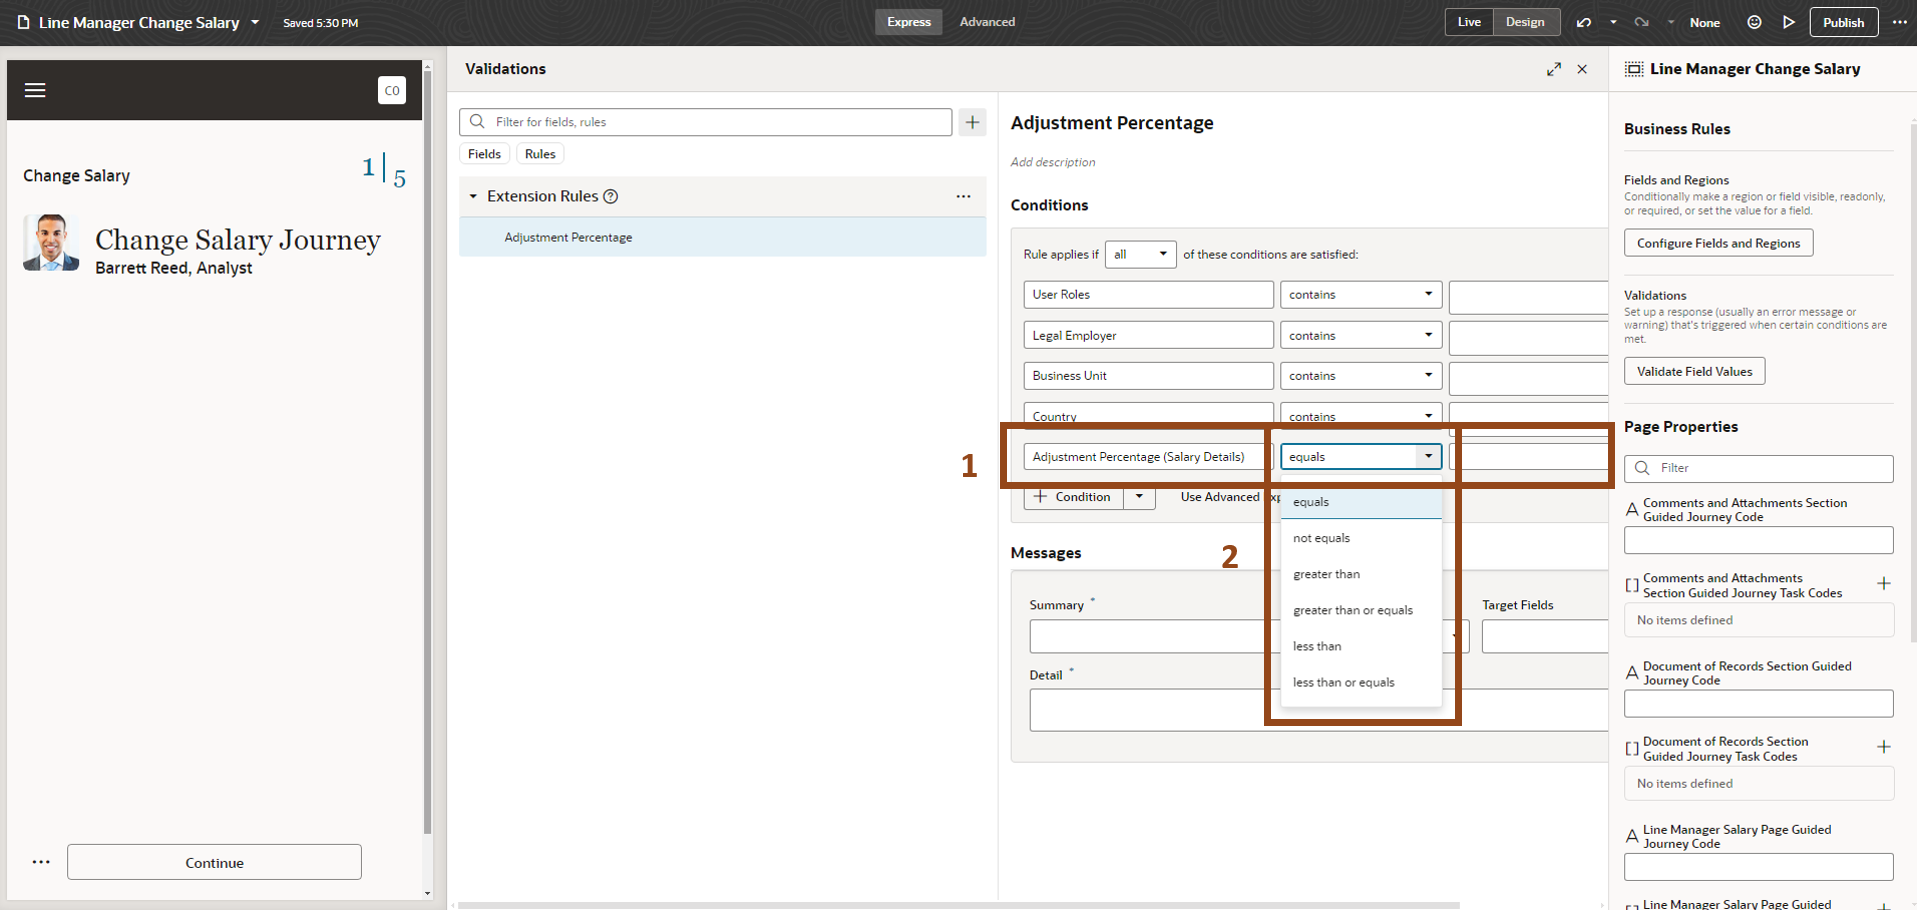 Line Manager Change Salary
Saved 5:30 PM
Express
Advanced
Live
Design
None
Publish
CO
Change Salary
1
5
Change Salary Journey
Barrett Reed, Analyst
Continue
Validations
Filter for fields, rules
Fields
Rules
Extension Rules
Adjustment Percentage
Adjustment Percentage
Add description
Conditions
Rule applies if all of these conditions are satisfied:
User Roles contains
Legal Employer contains
Business Unit contains
Country contains
1
Adjustment Percentage (Salary Details) equals
Condition
Use Advanced
equals
not equals
greater than
greater than or equals
less than
less than or equals
2
Messages
Summary *
Target Fields
Detail *
Line Manager Change Salary
Business Rules
Fields and Regions
Conditionally make a region or field visible, readonly,
or required, or set the value for a field.
Configure Fields and Regions
Validations
Set up a response (usually an error message or
warning) that's triggered when certain conditions are
met.
Validate Field Values
Page Properties
Filter
Comments and Attachments Section
Guided Journey Code
Comments and Attachments
Section Guided Journey Task Codes
No items defined
Document of Records Section Guided
Journey Code
Document of Records Section
Guided Journey Task Codes
No items defined
Line Manager Salary Page Guided
Journey Code
Line Manager Salary Page Guided